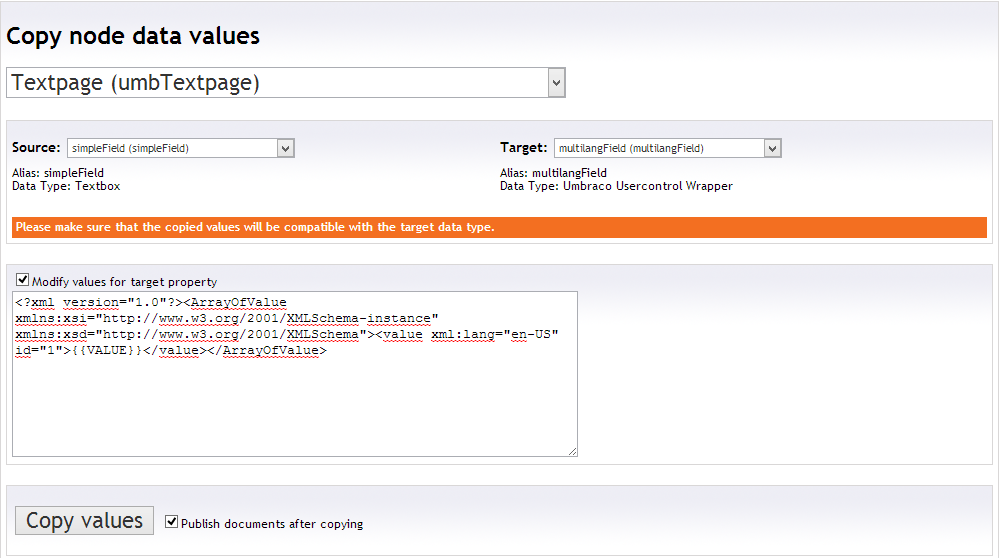 Copy node data values
Textpage (umbTextpage)
Source: simpleField (simpleField)
Target: multilangField (multilangField)
Alias: simpleField
Data Type: Textbox
Alias: multilangField
Data Type: Umbraco Usercontrol Wrapper
Please make sure that the copied values will be compatible with the target data type.
Modify values for target property
<?xml version="1.0"?><ArrayOfValue
xmlns:xsi="http://www.w3.org/2001/XMLSchema-instance"
xmlns:xsd="http://www.w3.org/2001/XMLSchema"><value xml:lang="en-US"
id="1">{{VALUE}}</value></ArrayOfValue>
Copy values
Publish documents after copying